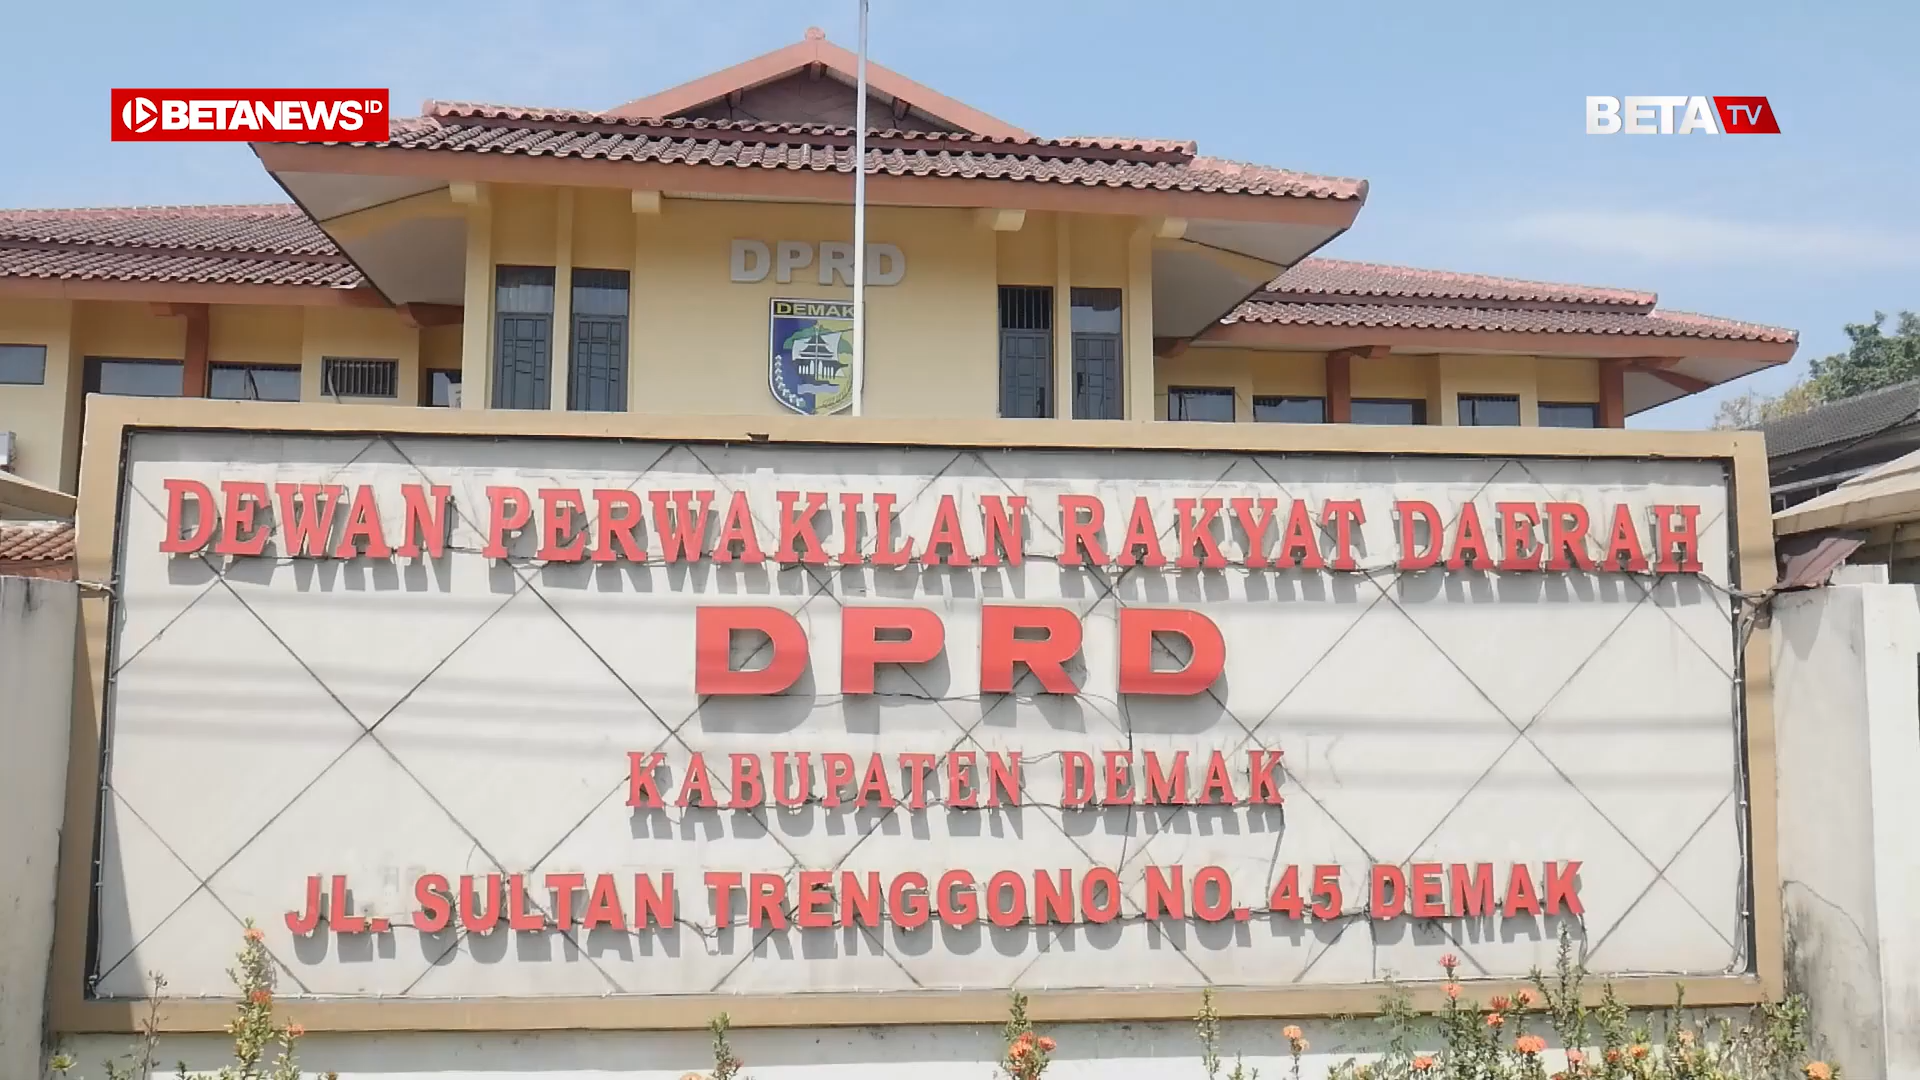 BETANEWS ID
BETA TV
DPRD
DEMAK
DEWAN PERWAKILAN RAKYAT DAERAH
DPRD
KABUPATEN DEMAK
JL. SULTAN TRENGGONO NO. 45 DEMAK